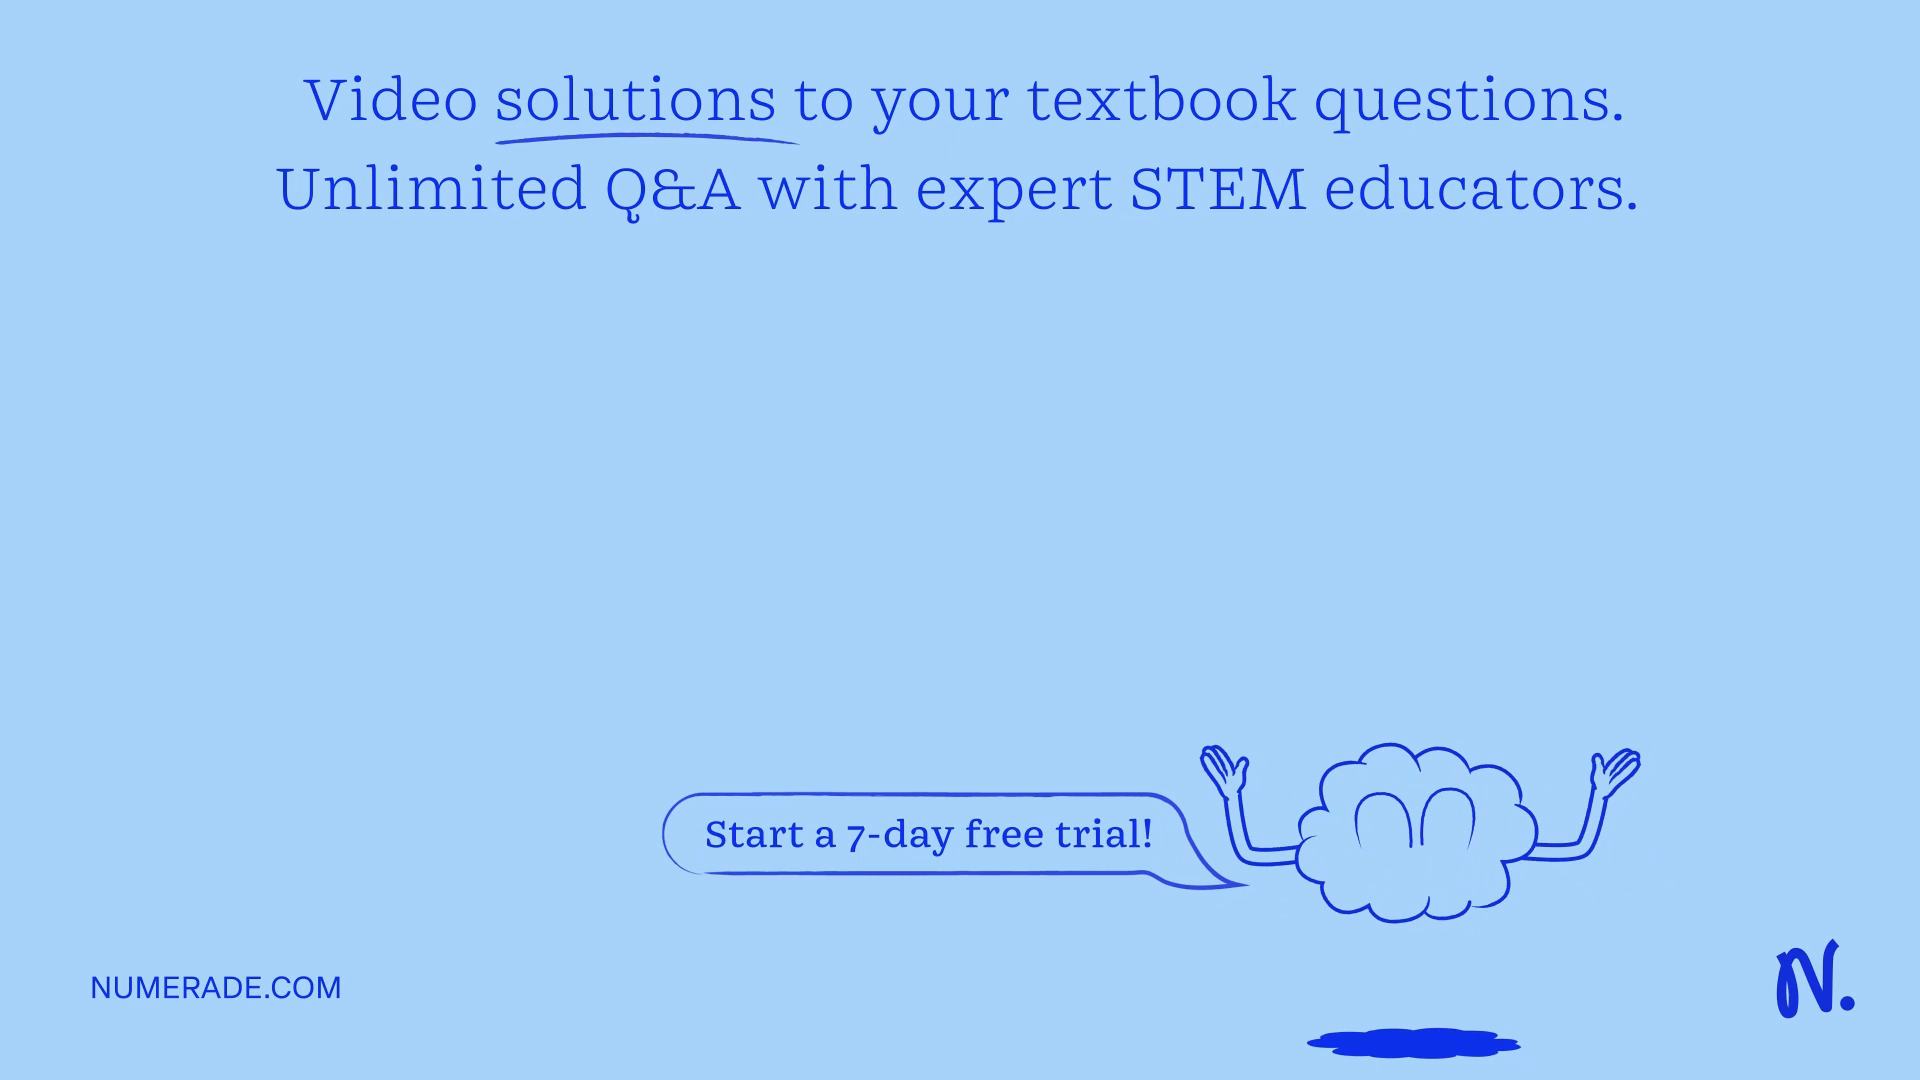 Video solutions to your textbook questions.
Unlimited Q&A with expert STEM educators.
Start a 7-day free trial!
NUMERADE.COM
N.